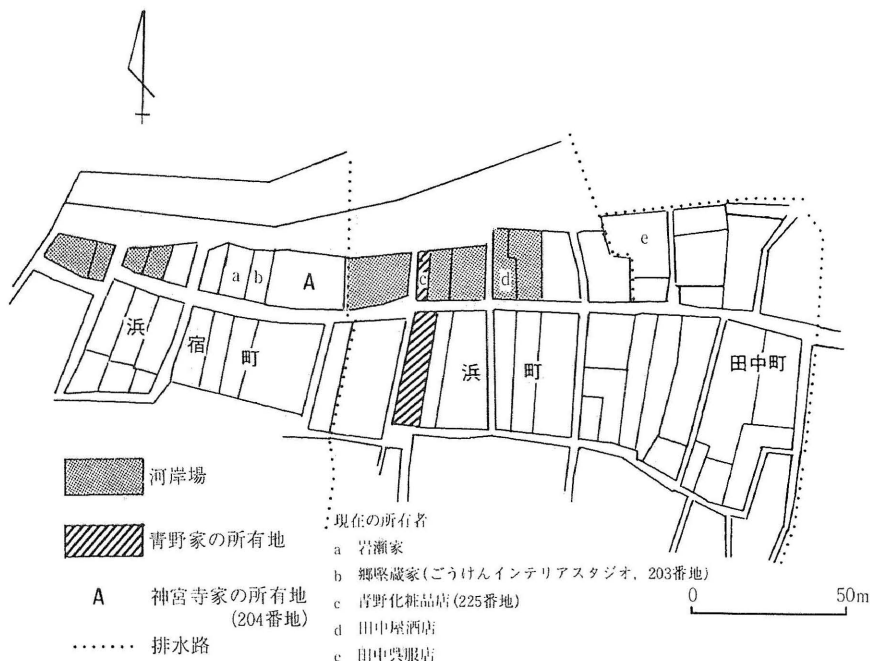 a
b
A
c
d
e
浜
宿
町
浜
町
田中町
河岸場
青野家の所有地
A 神宮寺家の所有地
(204番地)
排水路
現在の所有者
a 岩瀬家
b 郷堅蔵家(ごうけんインテリアスタジオ, 203番地)
c 青野化粧品店(225番地)
d 田中屋酒店
e 田中呉服店
0 50m